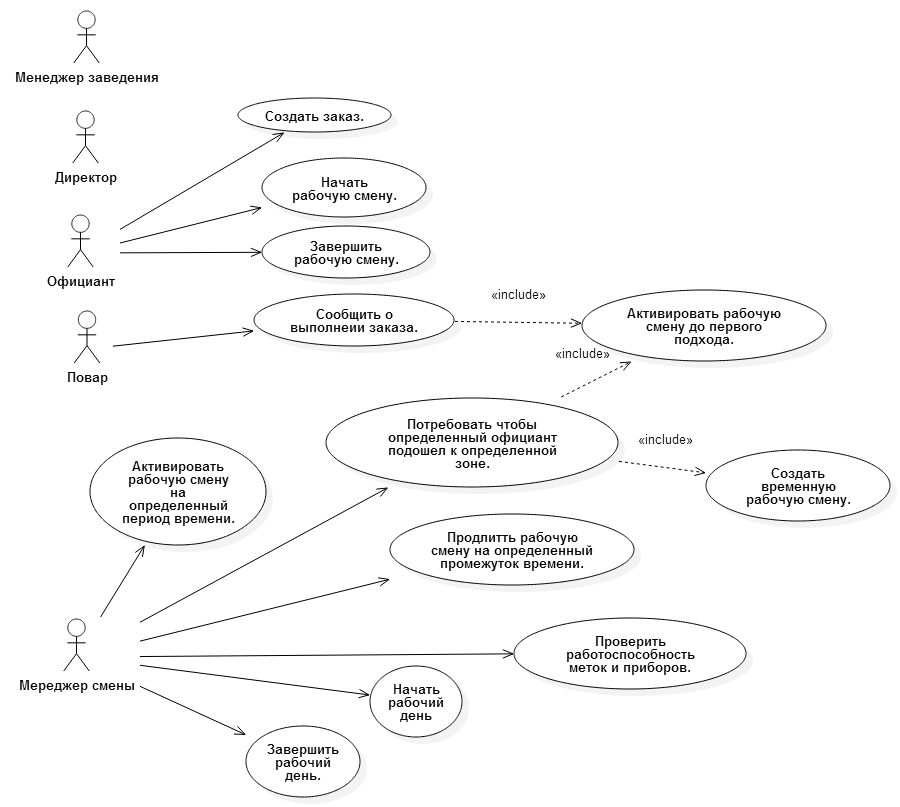 Менеджер заведения
Создать заказ.
Директор
Начать
рабочую смену.
Официант
Завершить
рабочую смену.
Сообщить о
выполнеии заказа.
«include»
Активировать рабочую
смену до первого
подхода.
Повар
«include»
Потребовать чтобы
определенный официант
подошел к определенной
зоне.
«include»
Создать
временную
рабочую смену.
Активировать
рабочую смену
на
определенный
период времени.
Продлитть рабочую
смену на определенный
промежуток времени.
Проверить
работоспособность
меток и приборов.
Мереджер смены
Начать
рабочий
день
Завершить
рабочий
день.